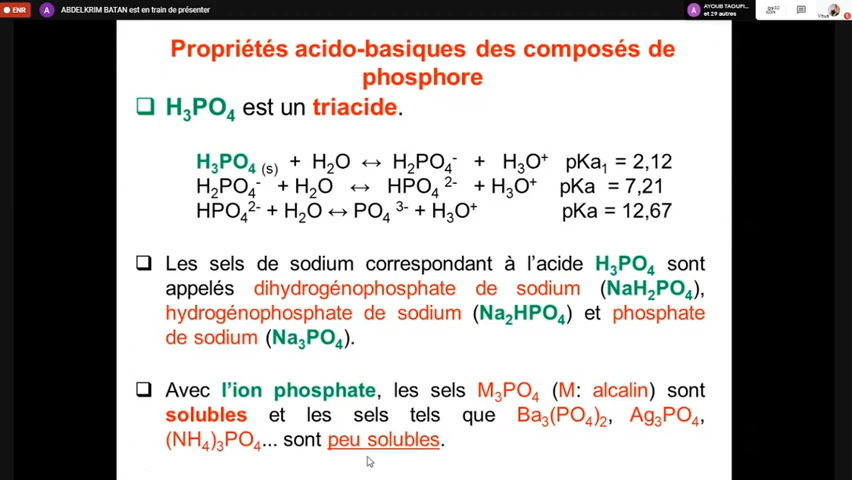 ENR
A ABDELKRIM BATAN est en train de présenter
A AYOUB TAOUFI...
et 29 autres
Vous
Propriétés acido-basiques des composés de
phosphore
❑ H₃PO₄ est un triacide.
H₃PO₄ (s) + H₂O ↔ H₂PO₄⁻ + H₃O⁺ pKa₁ = 2,12
H₂PO₄⁻ + H₂O ↔ HPO₄ ²⁻ + H₃O⁺ pKa = 7,21
HPO₄²⁻ + H₂O ↔ PO₄ ³⁻ + H₃O⁺ pKa = 12,67
❑ Les sels de sodium correspondant à l’acide H₃PO₄ sont
appelés dihydrogénophosphate de sodium (NaH₂PO₄),
hydrogénophosphate de sodium (Na₂HPO₄) et phosphate
de sodium (Na₃PO₄).
❑ Avec l’ion phosphate, les sels M₃PO₄ (M: alcalin) sont
solubles et les sels tels que Ba₃(PO₄)₂, Ag₃PO₄,
(NH₄)₃PO₄... sont peu solubles.